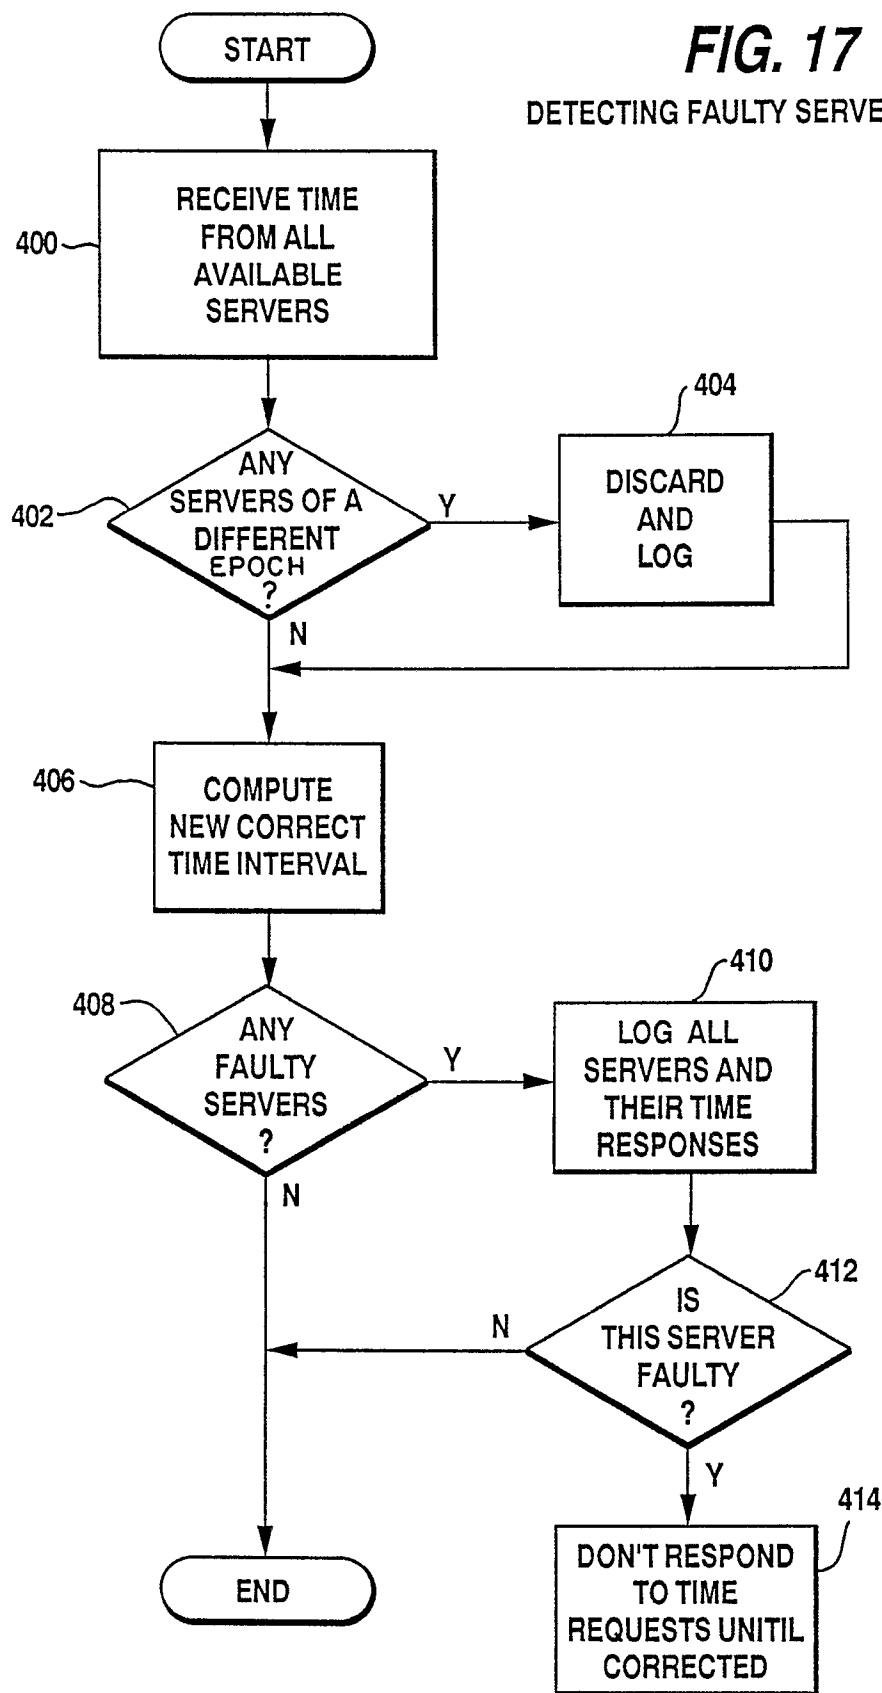 START
FIG. 17
DETECTING FAULTY SERVE
RECEIVE TIME
FROM ALL
AVAILABLE
SERVERS
400
404
ANY
SERVERS OF A
DIFFERENT
EPOCH
?
402
Y
DISCARD
AND
LOG
N
406
COMPUTE
NEW CORRECT
TIME INTERVAL
410
408
ANY
FAULTY
SERVERS
?
Y
LOG ALL
SERVERS AND
THEIR TIME
RESPONSES
N
412
IS
THIS SERVER
FAULTY
?
N
Y
414
DON'T RESPOND
TO TIME
REQUESTS UNITIL
CORRECTED
END